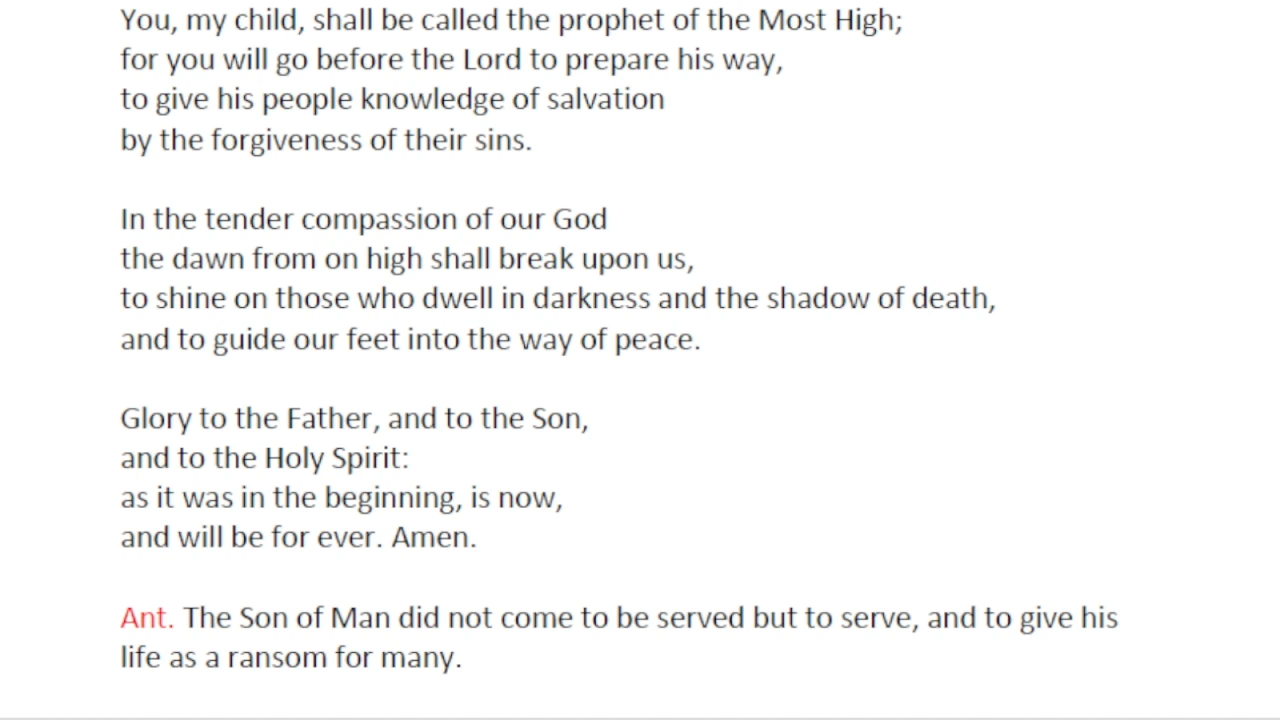 You, my child, shall be called the prophet of the Most High;
for you will go before the Lord to prepare his way,
to give his people knowledge of salvation
by the forgiveness of their sins.
In the tender compassion of our God
the dawn from on high shall break upon us,
to shine on those who dwell in darkness and the shadow of death,
and to guide our feet into the way of peace.
Glory to the Father, and to the Son,
and to the Holy Spirit:
as it was in the beginning, is now,
and will be for ever. Amen.
Ant. The Son of Man did not come to be served but to serve, and to give his
life as a ransom for many.